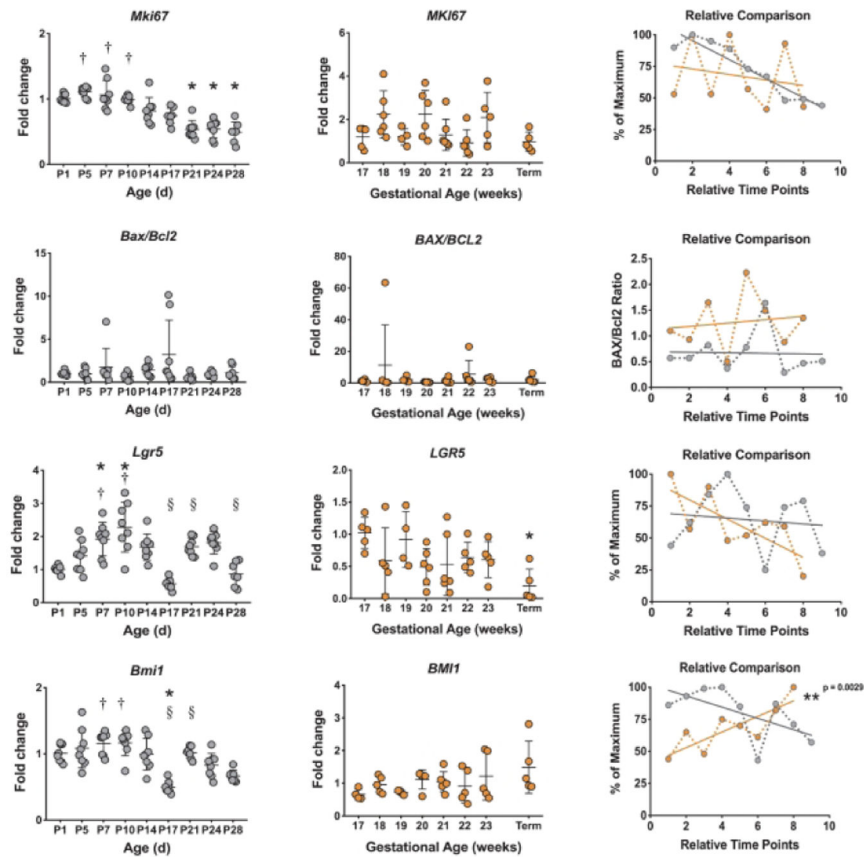 Mki67
Fold change
2
1
0
† † † * * *
P1 P5 P7 P10 P14 P17 P21 P24 P28
Age (d)
MKI67
Fold change
6
4
2
0
17 18 19 20 21 22 23 Term
Gestational Age (weeks)
Relative Comparison
% of Maximum
100
75
50
25
0
0 2 4 6 8 10
Relative Time Points
Bax/Bcl2
Fold change
15
10
5
0
P1 P5 P7 P10 P14 P17 P21 P24 P28
Age (d)
BAX/BCL2
Fold change
80
60
40
20
0
17 18 19 20 21 22 23 Term
Gestational Age (weeks)
Relative Comparison
BAX/Bcl2 Ratio
2.5
2.0
1.5
1.0
0.5
0.0
0 2 4 6 8 10
Relative Time Points
Lgr5
Fold change
4
3
2
1
0
* *
† † § § §
P1 P5 P7 P10 P14 P17 P21 P24 P28
Age (d)
LGR5
Fold change
2.0
1.5
1.0
0.5
0.0
*
17 18 19 20 21 22 23 Term
Gestational Age (weeks)
Relative Comparison
% of Maximum
100
75
50
25
0
0 2 4 6 8 10
Relative Time Points
Bmi1
Fold change
2
1
0
*
† † § §
P1 P5 P7 P10 P14 P17 P21 P24 P28
Age (d)
BMI1
Fold change
4
3
2
1
0
17 18 19 20 21 22 23 Term
Gestational Age (weeks)
Relative Comparison
% of Maximum
100
75
50
25
0
** p = 0.0029
0 2 4 6 8 10
Relative Time Points